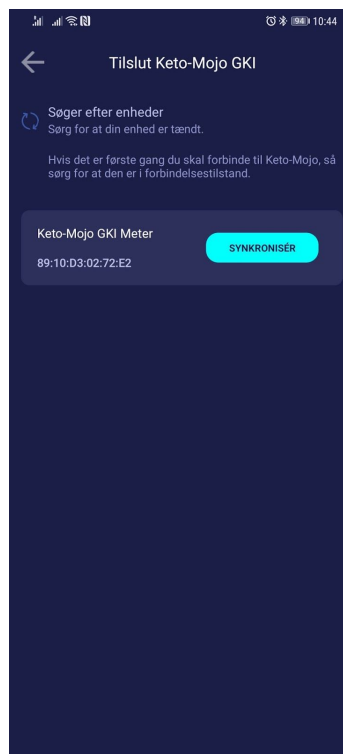 94 10:44
Tilslut Keto-Mojo GKI
Søger efter enheder
Sørg for at din enhed er tændt.
Hvis det er første gang du skal forbinde til Keto-Mojo, så
sørg for at den er i forbindelsestilstand.
Keto-Mojo GKI Meter
SYNKRONISÉR
89:10:D3:02:72:E2